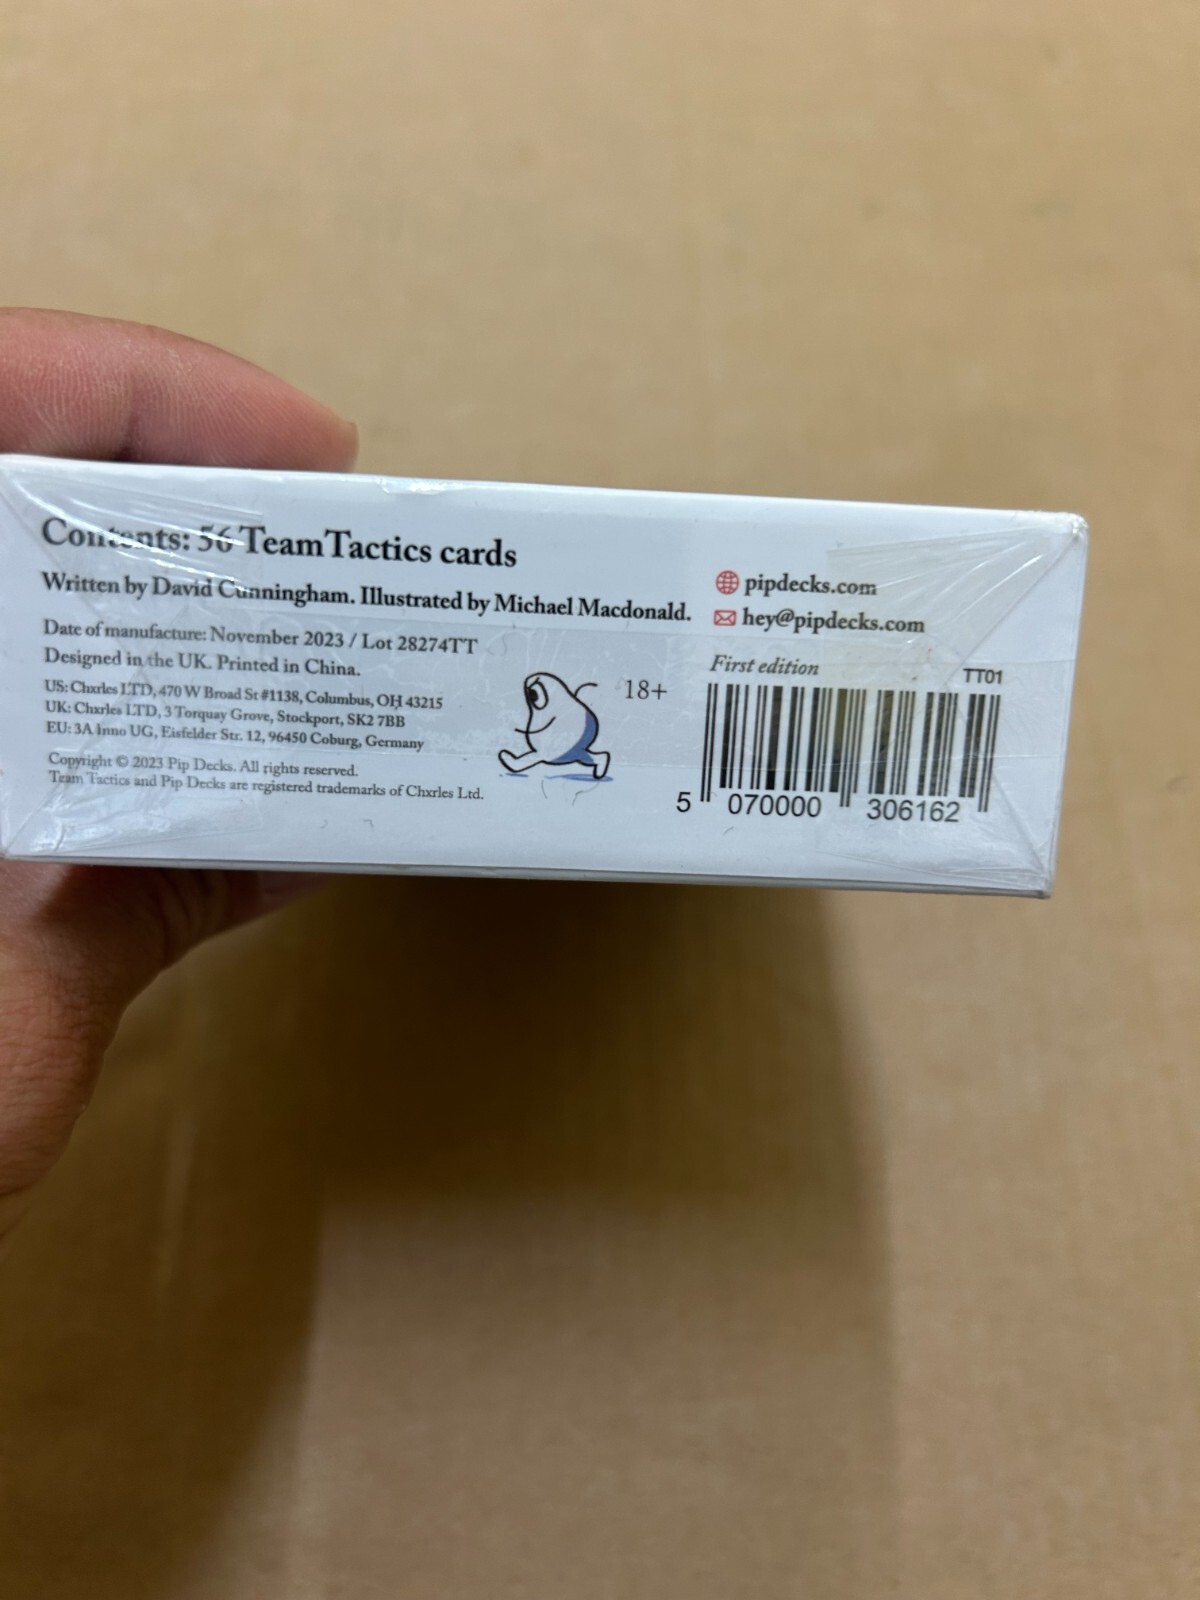 Contents: 56 Team Tactics cards
Written by David Cunningham. Illustrated by Michael Macdonald.
Date of manufacture: November 2023 / Lot 28274TT
Designed in the UK. Printed in China.
US: Chxrles LTD, 470 W Broad St #1138, Columbus, OH 43215
UK: Chxrles LTD, 3 Torquay Grove, Stockport, SK2 7BB
EU: 3A Inno UG, Eisfelder Str. 12, 96450 Coburg, Germany
Copyright © 2023 Pip Decks. All rights reserved.
Team Tactics and Pip Decks are registered trademarks of Chxrles Ltd.
18+
pipdecks.com
hey@pipdecks.com
First edition
TT01
5 070000 306162